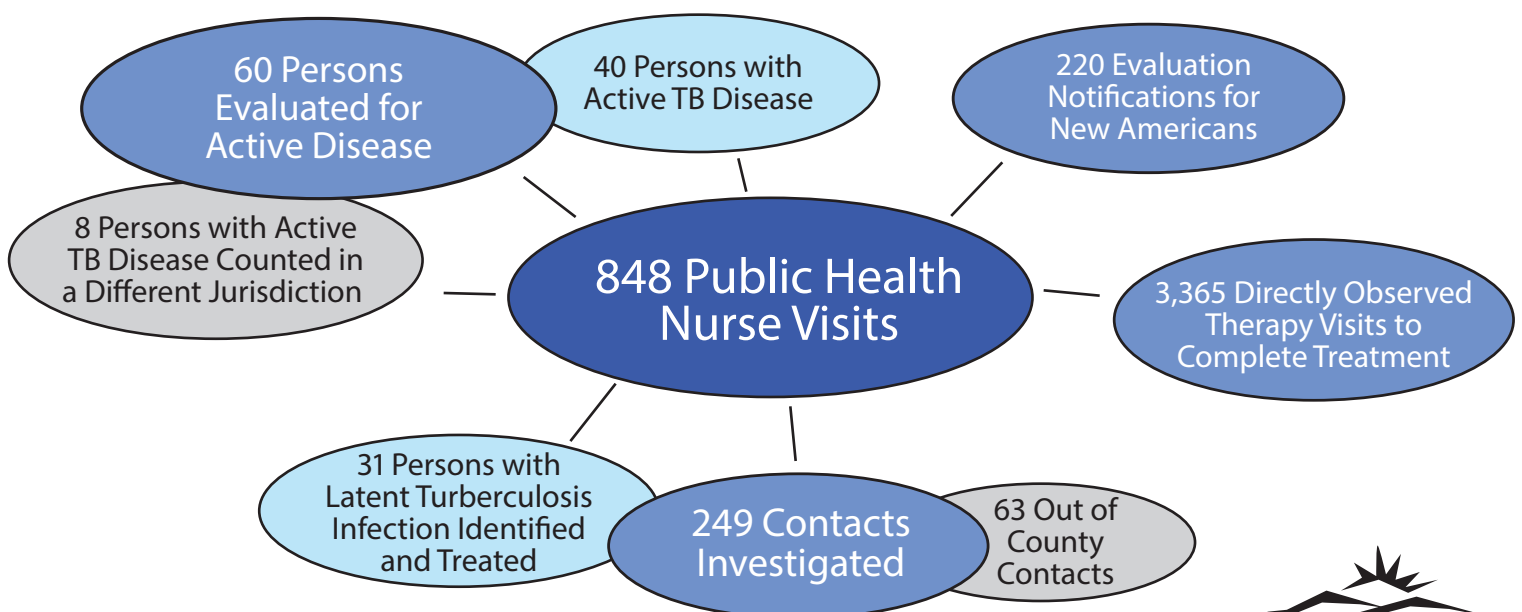 60 Persons
Evaluated for
Active Disease
40 Persons with
Active TB Disease
220 Evaluation
Notifications for
New Americans
8 Persons with Active
TB Disease Counted in
a Different Jurisdiction
848 Public Health
Nurse Visits
3,365 Directly Observed
Therapy Visits to
Complete Treatment
31 Persons with
Latent Turberculosis
Infection Identified
and Treated
249 Contacts
Investigated
63 Out of
County
Contacts